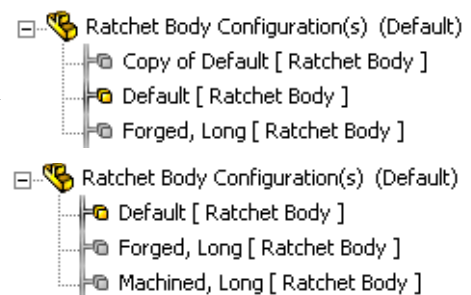 Ratchet Body Configuration(s) (Default)
Copy of Default [ Ratchet Body ]
Default [ Ratchet Body ]
Forged, Long [ Ratchet Body ]
Ratchet Body Configuration(s) (Default)
Default [ Ratchet Body ]
Forged, Long [ Ratchet Body ]
Machined, Long [ Ratchet Body ]